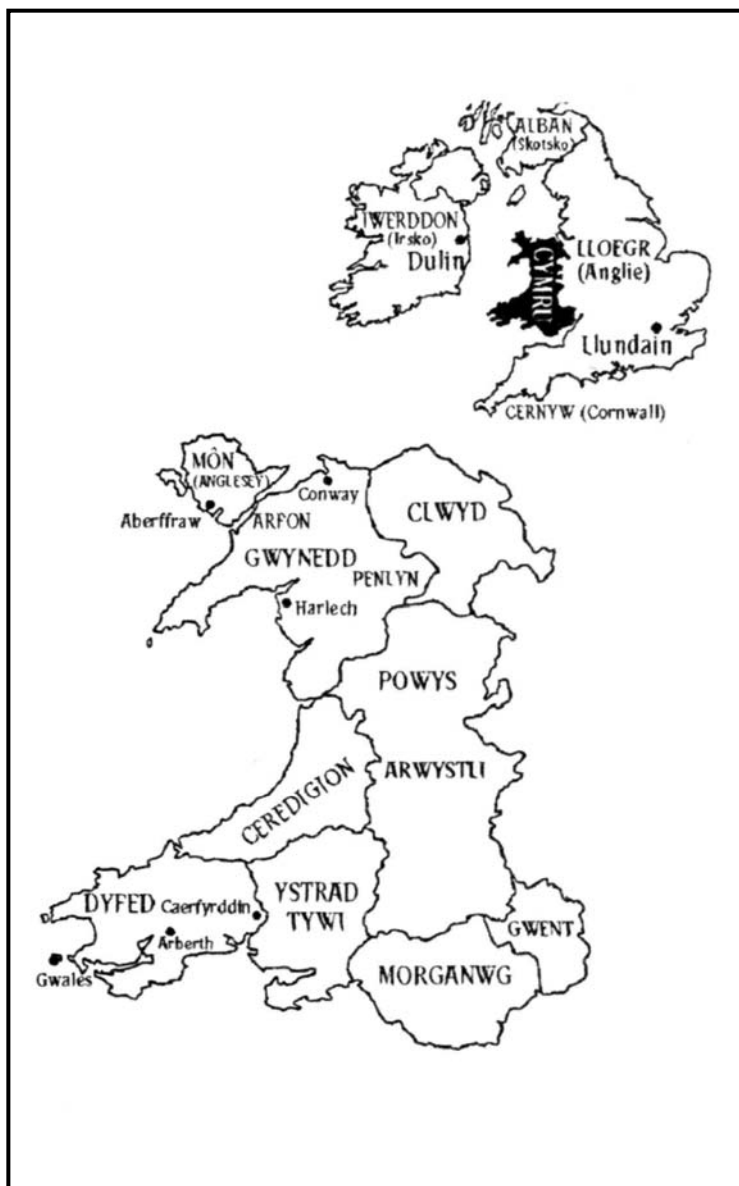 ALBAN
(Skotsko)
IWERDDON
(Irsko)
Dulin
CYMRU
LLOEGR
(Anglie)
Llundain
CERNYW (Cornwall)
MÔN
(ANGLESEY)
Conway
Aberffraw
ARFON
CLWYD
GWYNEDD
PENLYN
Harlech
POWYS
ARWYSTLI
CEREDIGION
YSTRAD
TYWI
DYFED Caerfyrddin
Arberth
GWENT
Gwales
MORGANWG